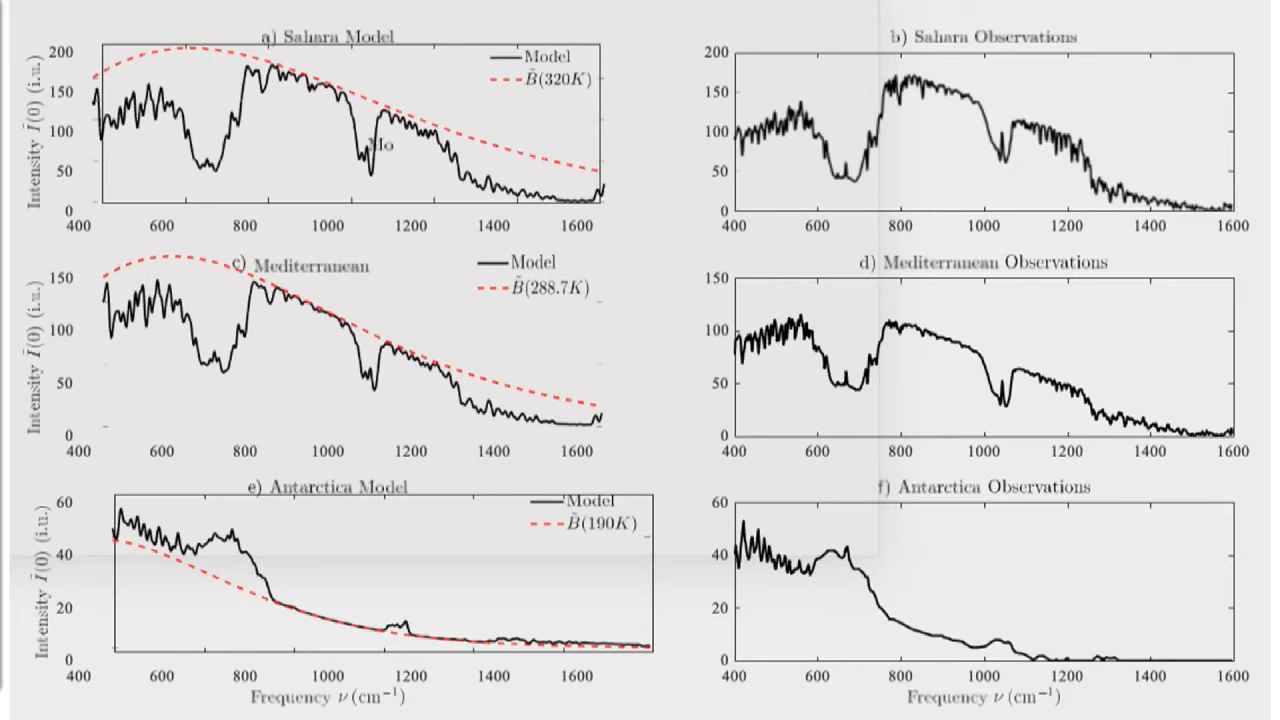 a) Sahara Model
Intensity Ĩ(0) (i.u.)
200
150
100
50
0
400 600 800 1000 1200 1400 1600
Model
B̃(320K)
Mo
b) Sahara Observations
200
150
100
50
0
400 600 800 1000 1200 1400 1600
c) Mediterranean
Intensity Ĩ(0) (i.u.)
150
100
50
0
400 600 800 1000 1200 1400 1600
Model
B̃(288.7K)
d) Mediterranean Observations
150
100
50
0
400 600 800 1000 1200 1400 1600
e) Antarctica Model
Intensity Ĩ(0) (i.u.)
60
40
20
0
400 600 800 1000 1200 1400 1600
Model
B̃(190K)
Frequency ν (cm⁻¹)
f) Antarctica Observations
60
40
20
0
400 600 800 1000 1200 1400 1600
Frequency ν (cm⁻¹)